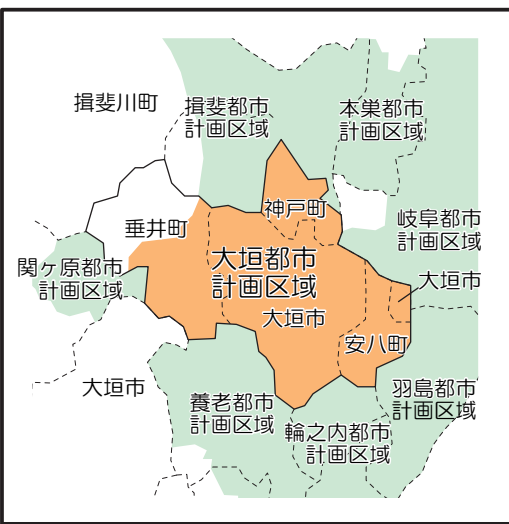 揖斐川町
揖斐都市
計画区域
本巣都市
計画区域
神戸町
岐阜都市
計画区域
垂井町
関ヶ原都市
計画区域
大垣都市
計画区域
大垣市
大垣市
安八町
大垣市
養老都市
計画区域
羽島都市
計画区域
輪之内都市
計画区域